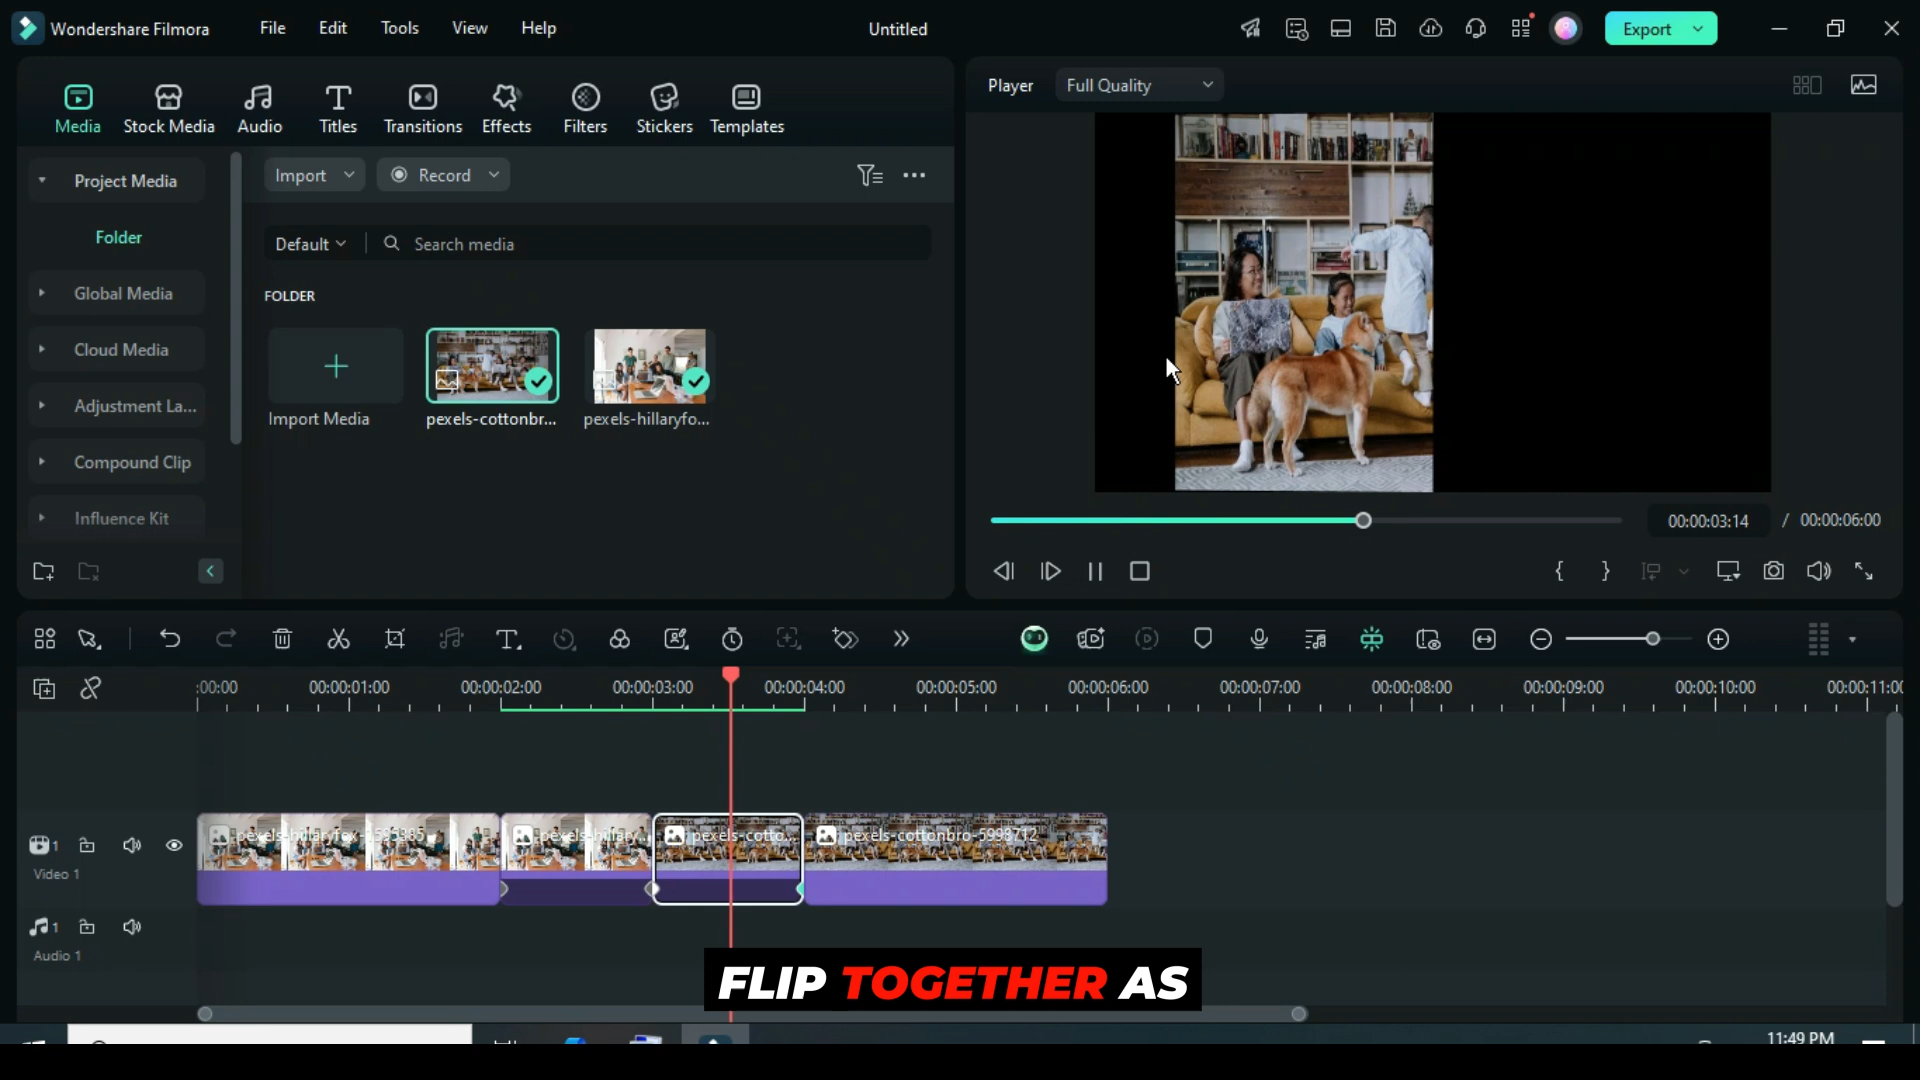 Wondershare Filmora
File
Edit
Tools
View
Help
Untitled
Export
Media
Stock Media
Audio
Titles
Transitions
Effects
Filters
Stickers
Templates
Player
Full Quality
Project Media
Folder
Global Media
Cloud Media
Adjustment La...
Compound Clip
Influence Kit
Import
Record
Default
Search media
FOLDER
Import Media
pexels-cottonbr...
pexels-hillaryfo...
00:00:03:14 / 00:00:06:00
:00:00
00:00:01:00
00:00:02:00
00:00:03:00
00:00:04:00
00:00:05:00
00:00:06:00
00:00:07:00
00:00:08:00
00:00:09:00
00:00:10:00
00:00:11:00
1
Video 1
pexels-cotto...
pexels-cottonbro-5998712
1
Audio 1
FLIP TOGETHER AS
11:49 PM